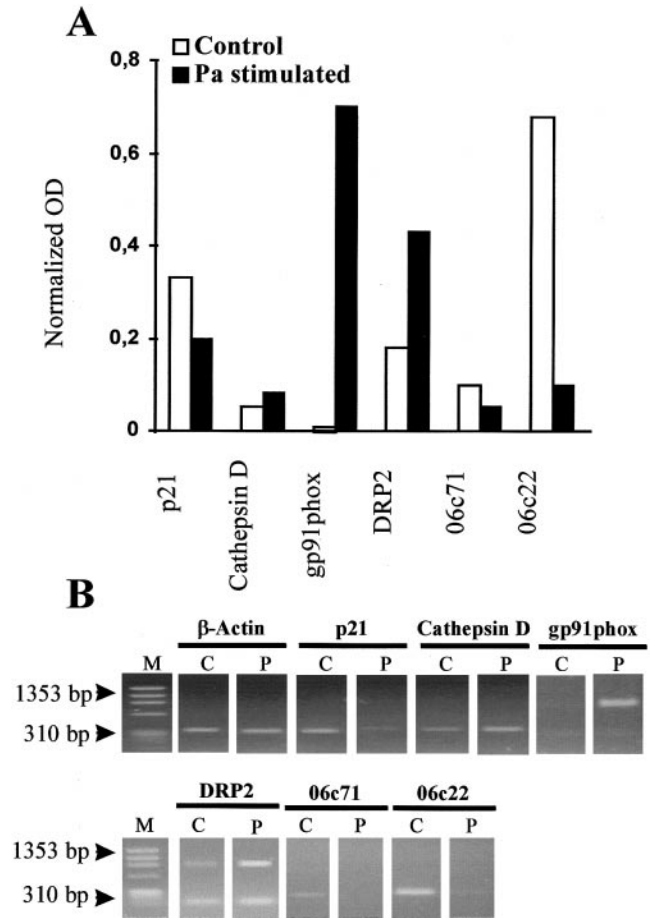 A
Control
Pa stimulated
Normalized OD
0,8
0,6
0,4
0,2
0
p21
Cathepsin D
gp91phox
DRP2
06c71
06c22
B
β-Actin p21 Cathepsin D gp91phox
M C P C P C P C P
1353 bp
310 bp
DRP2 06c71 06c22
M C P C P C P
1353 bp
310 bp